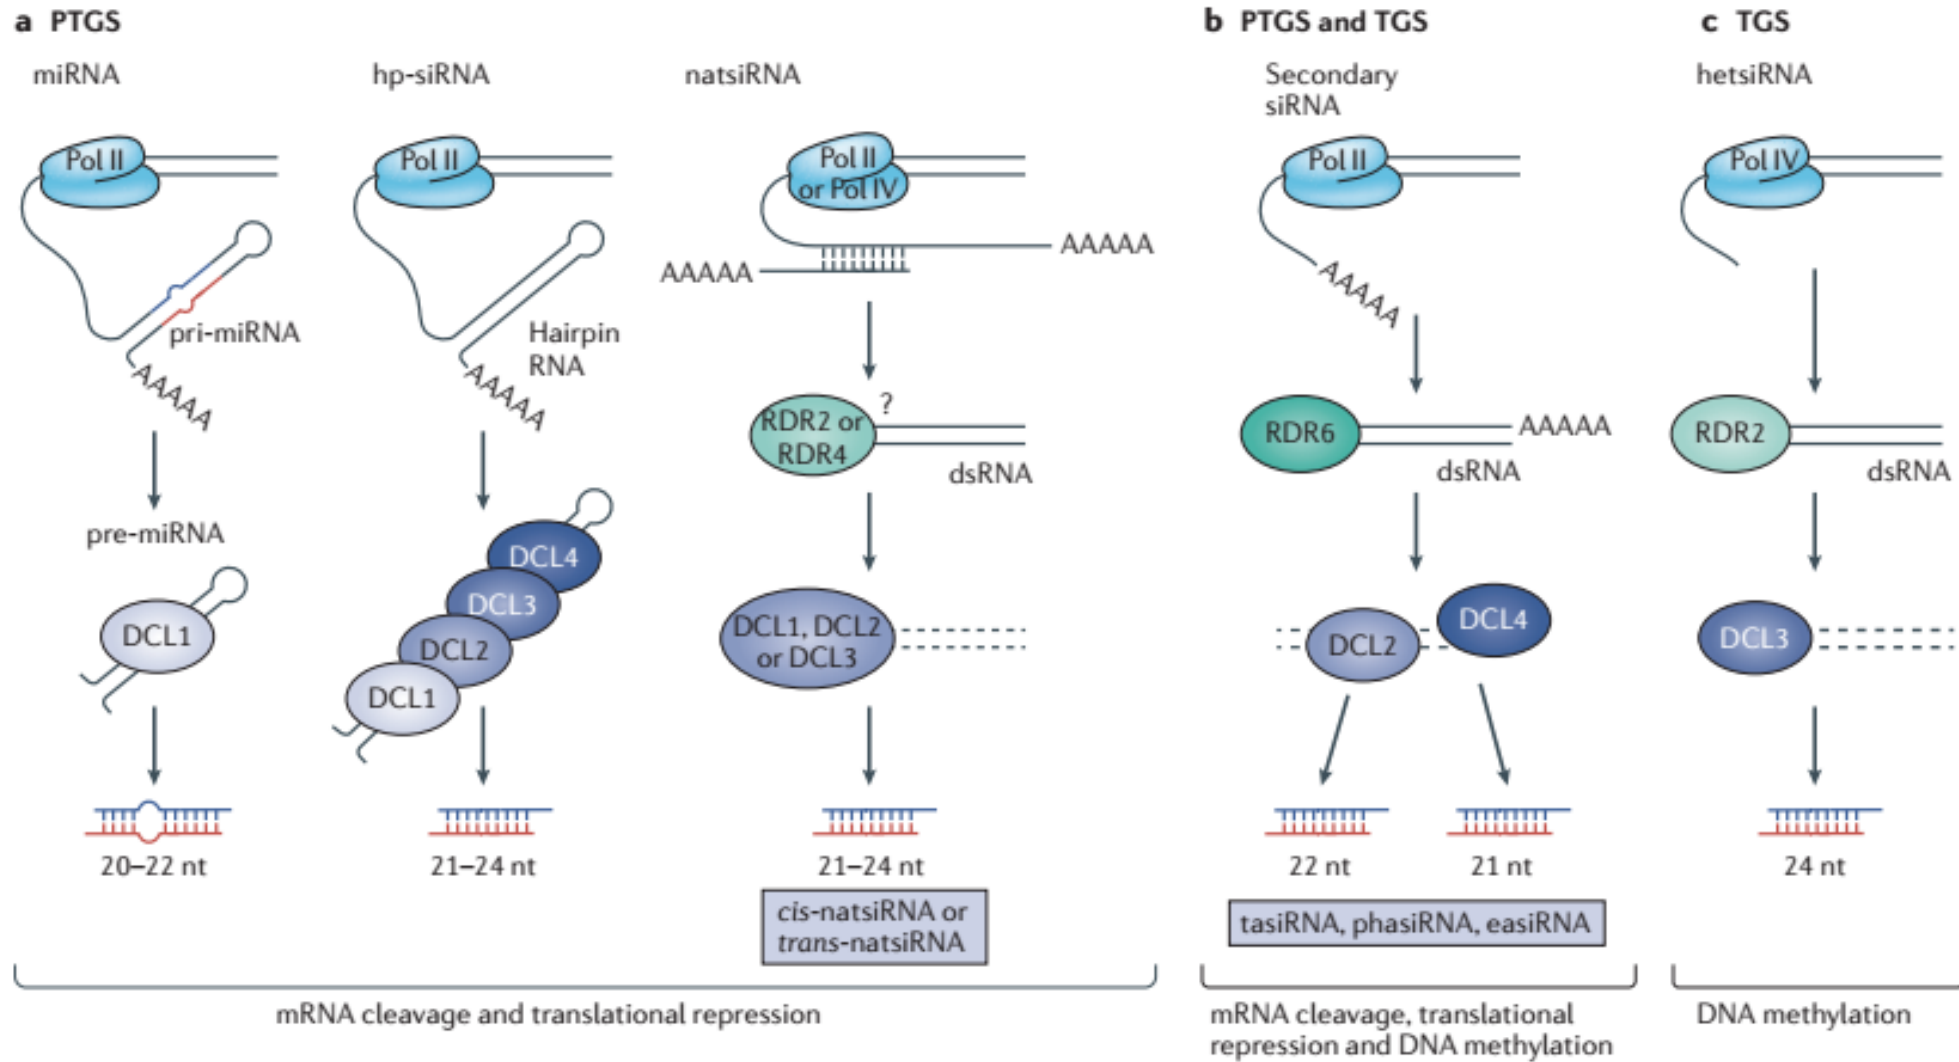 a PTGS
miRNA
Pol II
pri-miRNA
AAAAA
pre-miRNA
DCL1
20–22 nt
hp-siRNA
Pol II
Hairpin
RNA
AAAAA
DCL4
DCL3
DCL2
DCL1
21–24 nt
natsiRNA
Pol II
or Pol IV
AAAAA
AAAAA
?
RDR2 or
RDR4
dsRNA
DCL1, DCL2
or DCL3
21–24 nt
cis-natsiRNA or
trans-natsiRNA
mRNA cleavage and translational repression
b PTGS and TGS
Secondary
siRNA
Pol II
AAAAA
RDR6
AAAAA
dsRNA
DCL2
DCL4
22 nt
21 nt
tasiRNA, phasiRNA, easiRNA
mRNA cleavage, translational
repression and DNA methylation
c TGS
hetsiRNA
Pol IV
RDR2
dsRNA
DCL3
24 nt
DNA methylation